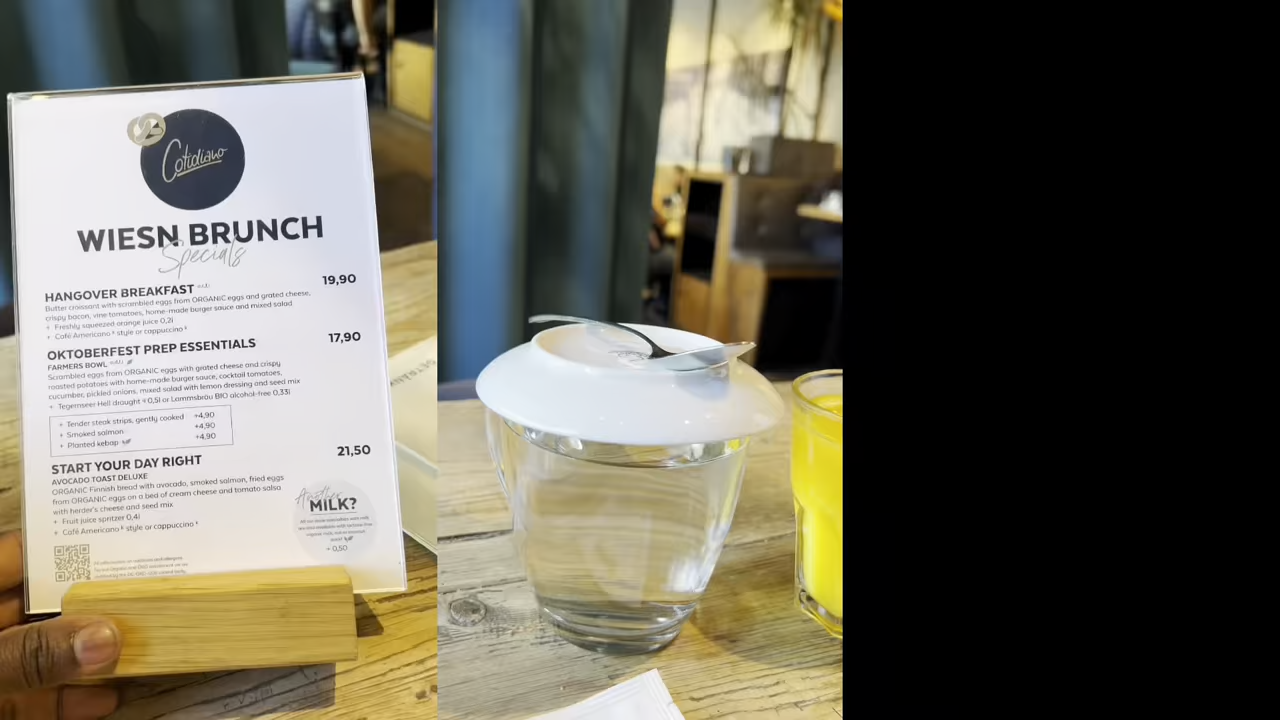 Cotidiano
WIESN BRUNCH
Specials
HANGOVER BREAKFAST
19,90
Butter croissant with scrambled eggs from ORGANIC eggs and grated cheese,
crispy bacon, vine tomatoes, home-made burger sauce and mixed salad
+ Freshly squeezed orange juice 0,2l
+ Café Americano style or cappuccino
OKTOBERFEST PREP ESSENTIALS
17,90
FARMERS BOWL
Scrambled eggs from ORGANIC eggs with grated cheese and crispy
roasted potatoes with home-made burger sauce, cocktail tomatoes,
cucumber, pickled onions, mixed salad with lemon dressing and seed mix
+ Tegernseer Hell draught 0,5l or Lammsbräu BIO alcohol-free 0,33l
+ Tender steak strips, gently cooked +4,90
+ Smoked salmon +4,90
+ Planted kebap +4,90
START YOUR DAY RIGHT
21,50
AVOCADO TOAST DELUXE
ORGANIC Finnish bread with avocado, smoked salmon, fried eggs
from ORGANIC eggs on a bed of cream cheese and tomato salsa
with herder's cheese and seed mix
+ Fruit juice spritzer 0,4l
+ Café Americano style or cappuccino
Another
MILK?
+ 0,50